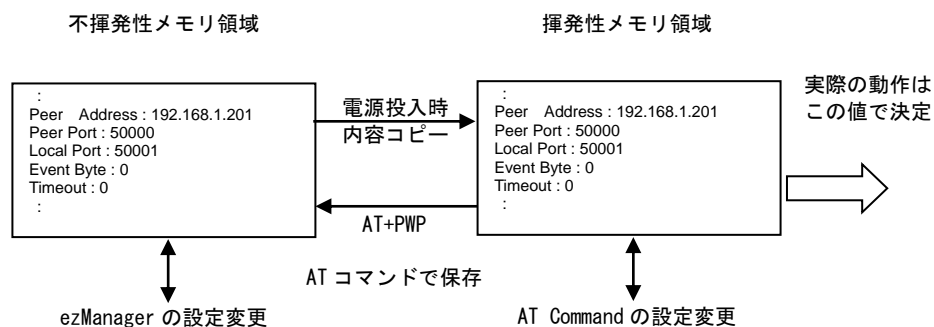 不揮発性メモリ領域
揮発性メモリ領域
:
Peer Address : 192.168.1.201
Peer Port : 50000
Local Port : 50001
Event Byte : 0
Timeout : 0
:
電源投入時
内容コピー
AT+PWP
ATコマンドで保存
:
Peer Address : 192.168.1.201
Peer Port : 50000
Local Port : 50001
Event Byte : 0
Timeout : 0
:
実際の動作は
この値で決定
ezManager の設定変更
AT Command の設定変更